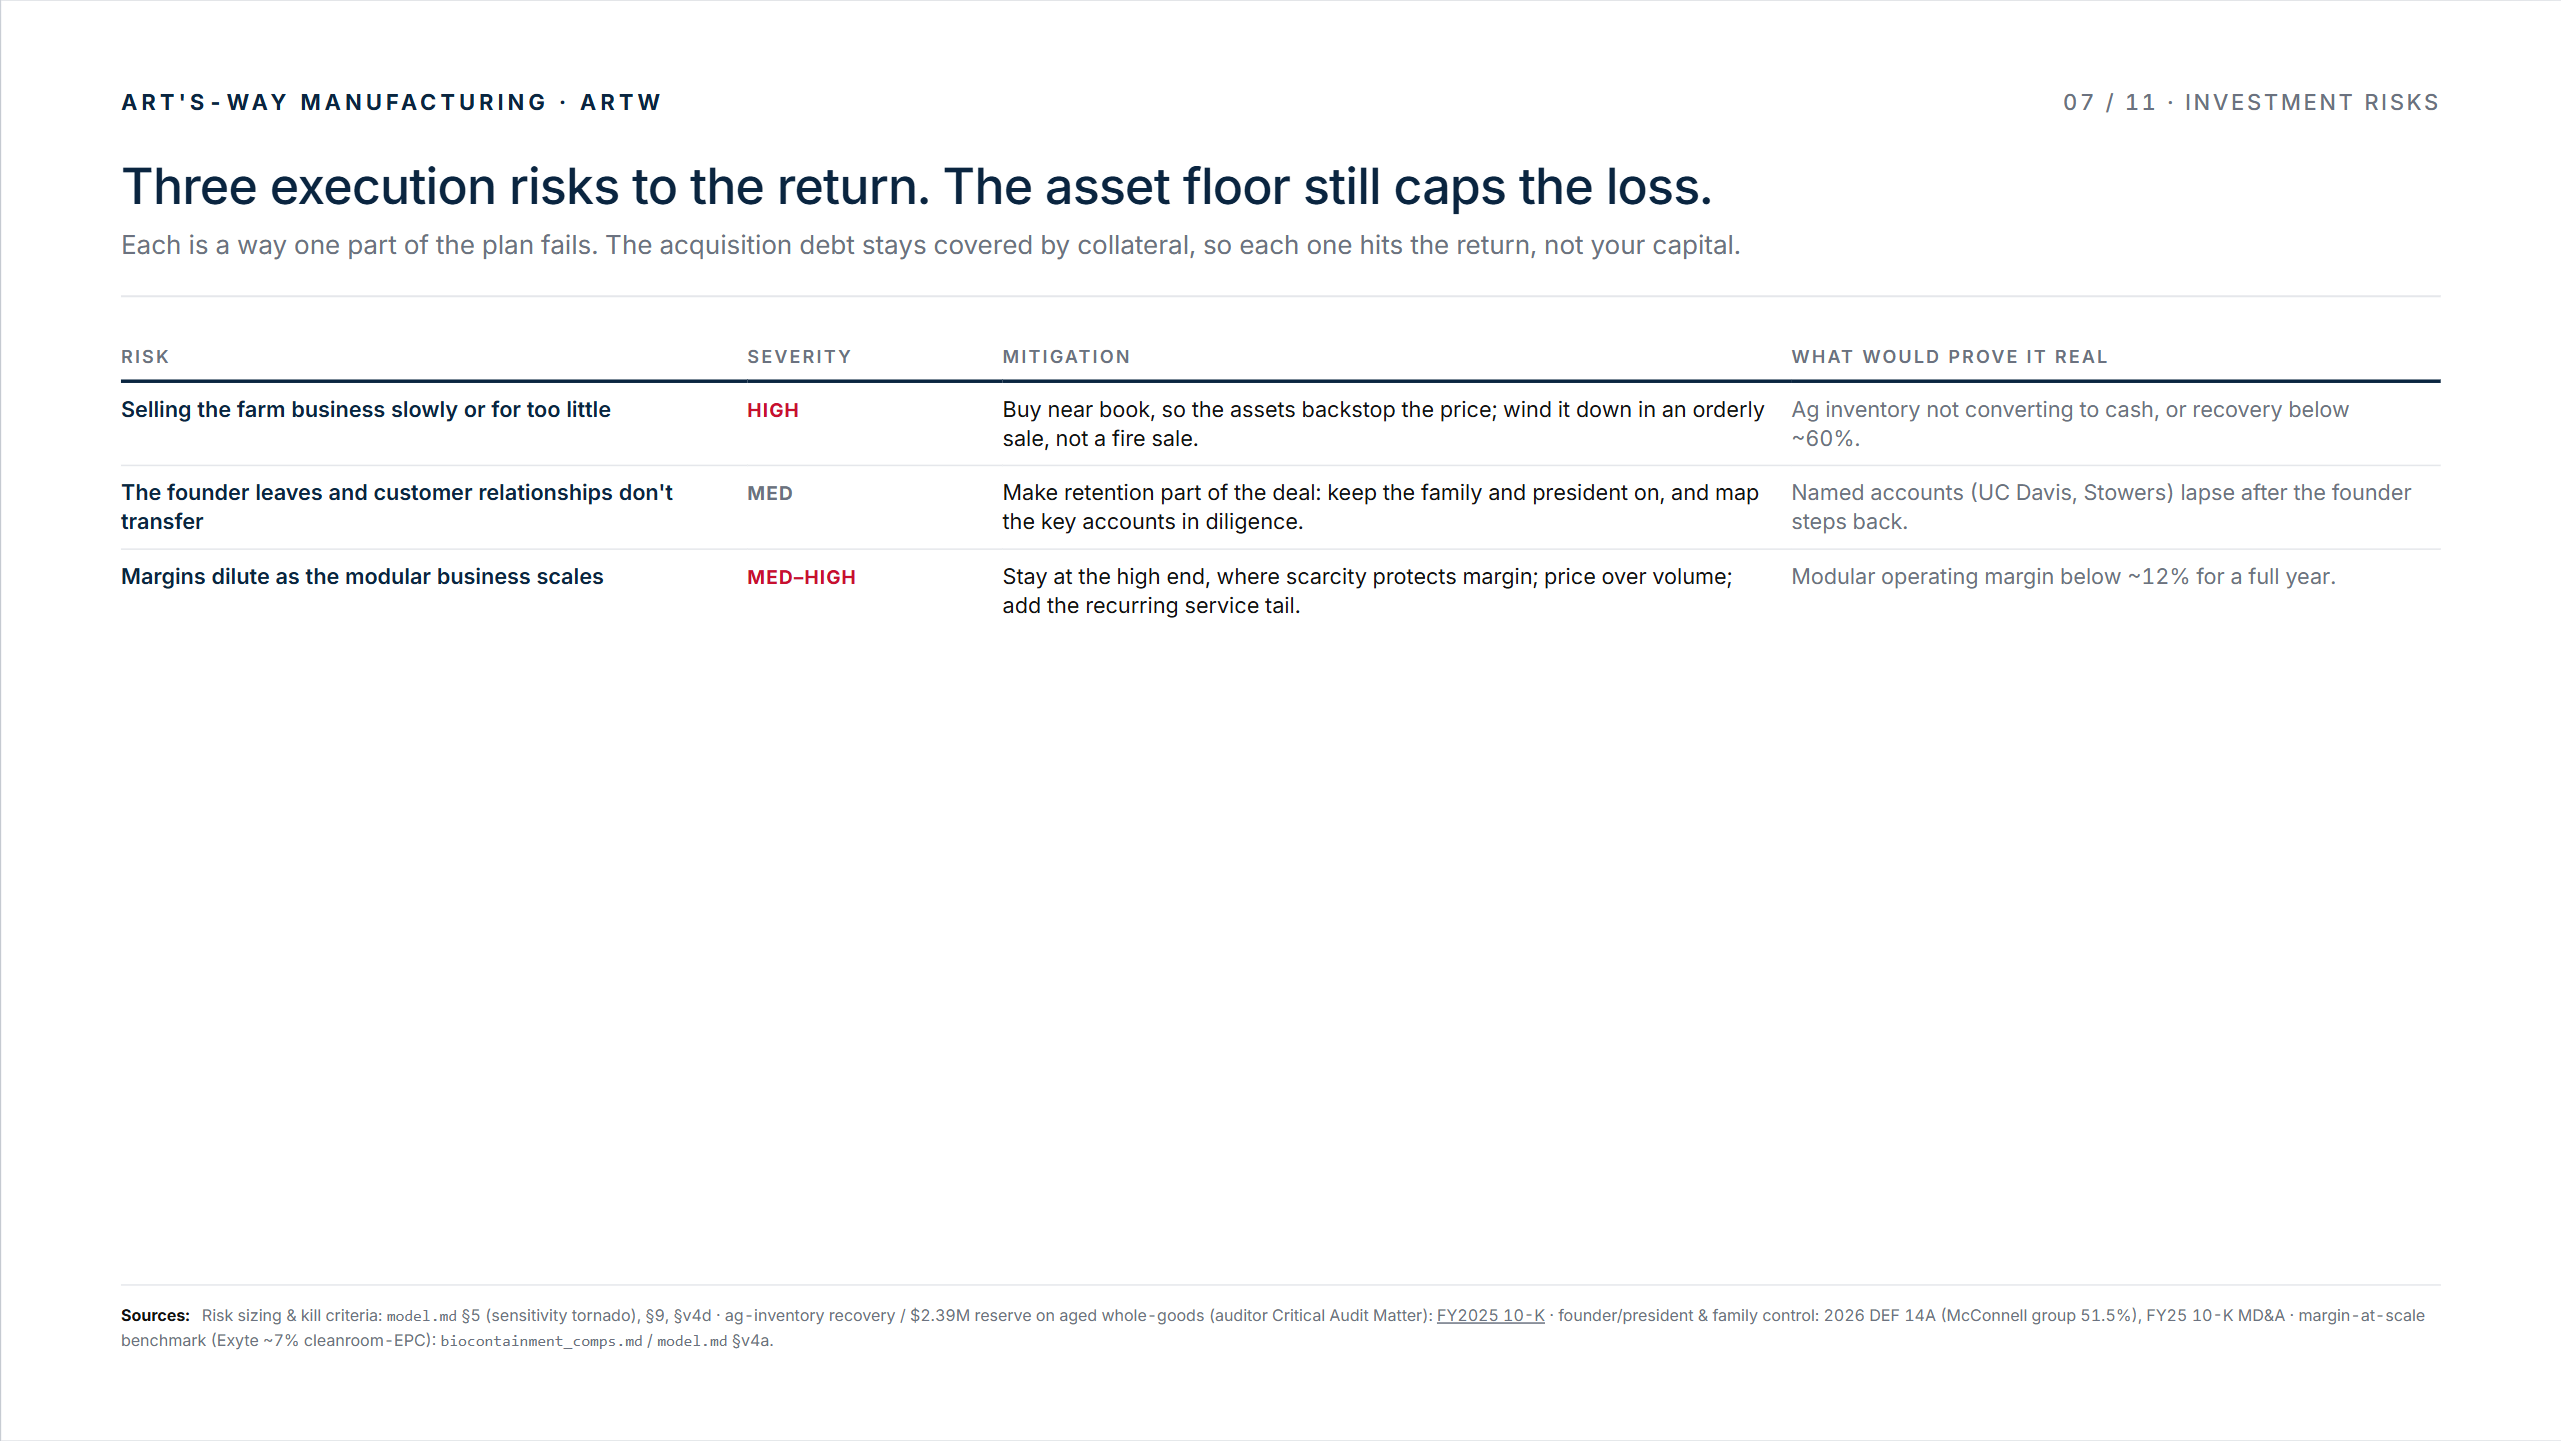 ART'S-WAY MANUFACTURING · ARTW
07 / 11 · INVESTMENT RISKS
Three execution risks to the return. The asset floor still caps the loss.
Each is a way one part of the plan fails. The acquisition debt stays covered by collateral, so each one hits the return, not your capital.
RISK
SEVERITY
MITIGATION
WHAT WOULD PROVE IT REAL
Selling the farm business slowly or for too little
HIGH
Buy near book, so the assets backstop the price; wind it down in an orderly
sale, not a fire sale.
Ag inventory not converting to cash, or recovery below
~60%.
The founder leaves and customer relationships don't
transfer
MED
Make retention part of the deal: keep the family and president on, and map
the key accounts in diligence.
Named accounts (UC Davis, Stowers) lapse after the founder
steps back.
Margins dilute as the modular business scales
MED–HIGH
Stay at the high end, where scarcity protects margin; price over volume;
add the recurring service tail.
Modular operating margin below ~12% for a full year.
Sources: Risk sizing & kill criteria: model.md §5 (sensitivity tornado), §9, §v4d · ag-inventory recovery / $2.39M reserve on aged whole-goods (auditor Critical Audit Matter): FY2025 10-K · founder/president & family control: 2026 DEF 14A (McConnell group 51.5%), FY25 10-K MD&A · margin-at-scale
benchmark (Exyte ~7% cleanroom-EPC): biocontainment_comps.md / model.md §v4a.